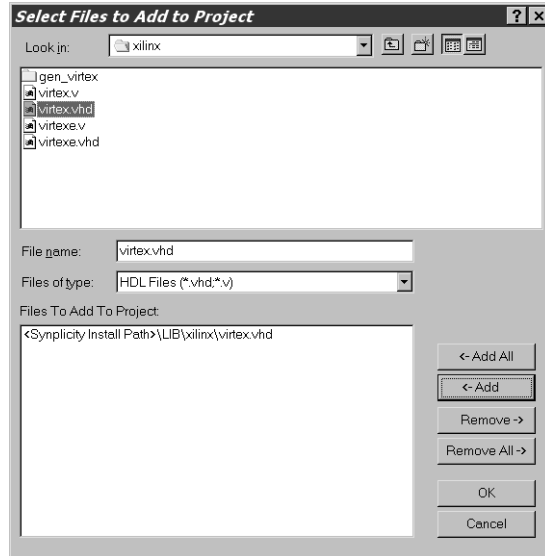 Select Files to Add to Project ? x
Look in: xilinx
gen_virtex
virtex.v
virtex.vhd
virtexe.v
virtexe.vhd
File name: virtex.vhd
Files of type: HDL Files (*.vhd;*.v)
Files To Add To Project:
<Synplicity Install Path>\LIB\xilinx\virtex.vhd
<- Add All
<- Add
Remove ->
Remove All ->
OK
Cancel